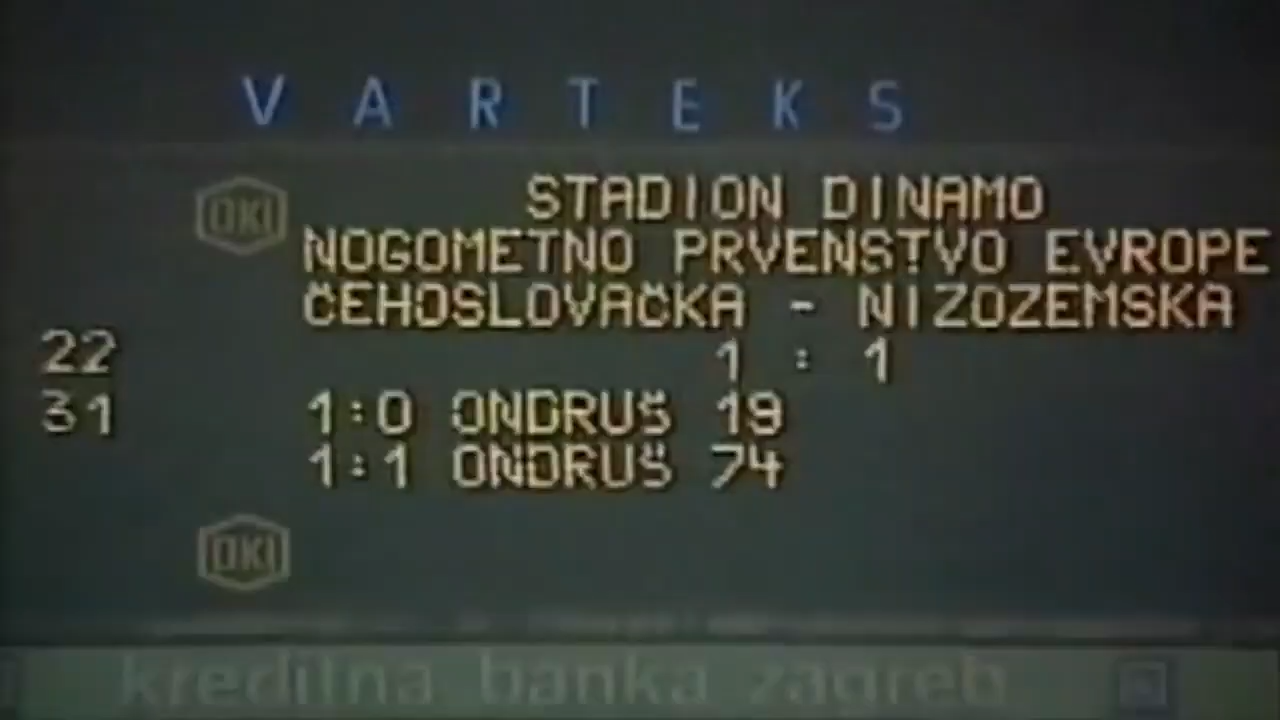 VARTEKS
OKI
STADION DINAMO
NOGOMETNO PRVENSTVO EVROPE
ČEHOSLOVAČKA - NIZOZEMSKA
22 1 : 1
31 1:0 ONDRUŠ 19
1:1 ONDRUŠ 74
OKI
kreditna banka zagreb